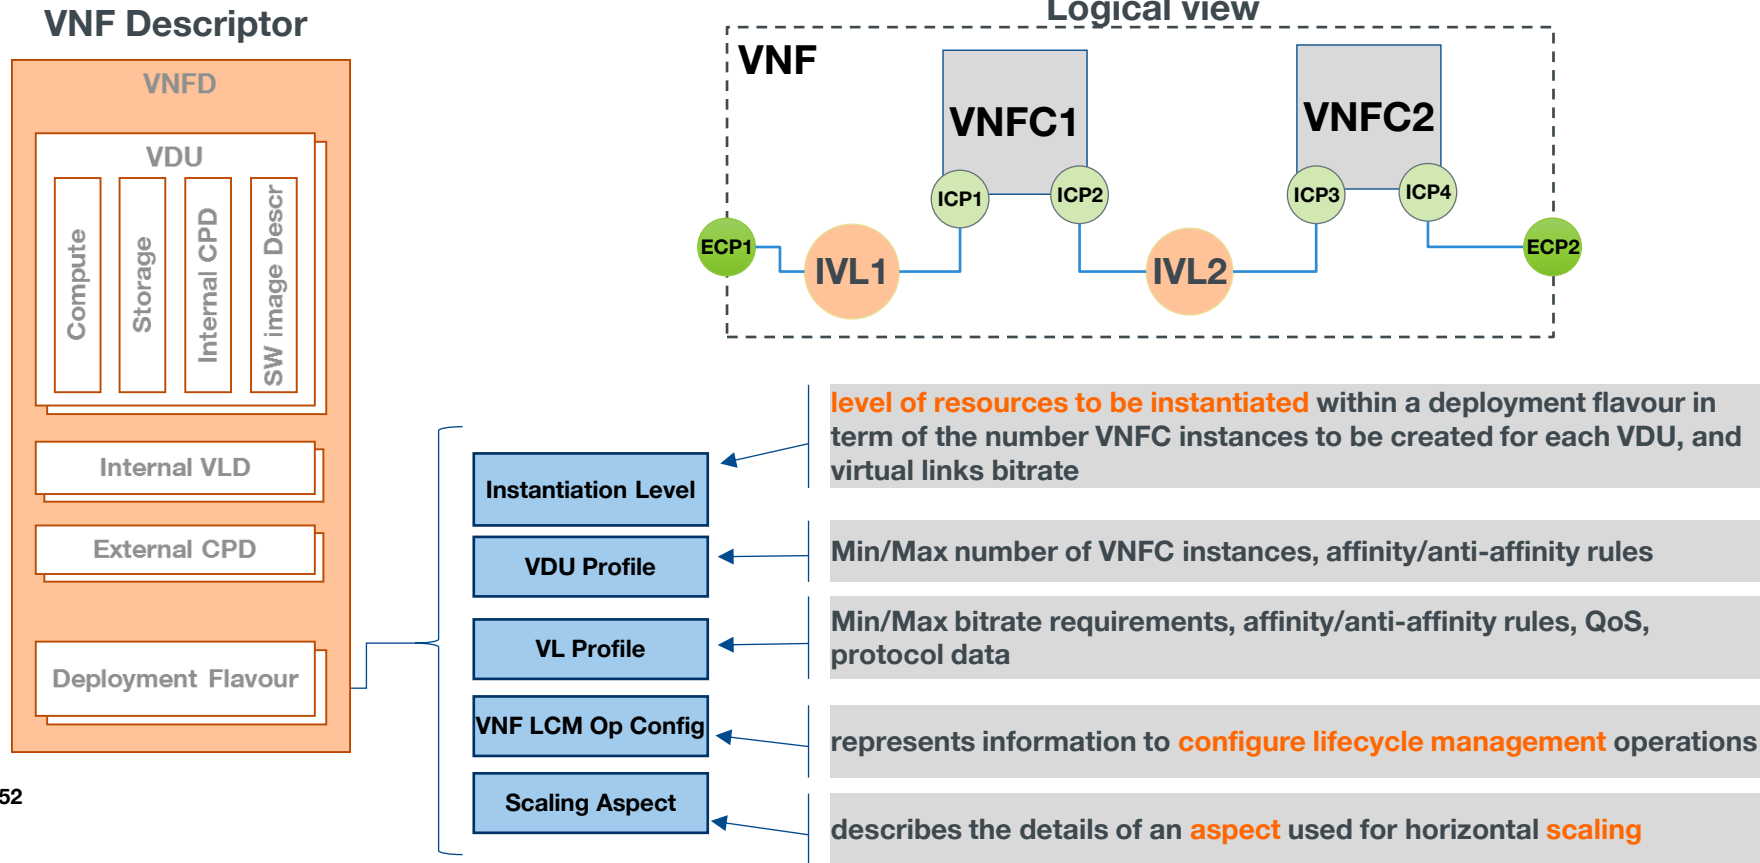 VNF Descriptor
VNFD
VDU
Compute
Storage
Internal CPD
SW image Descr
Internal VLD
External CPD
Deployment Flavour
52
Logical view
VNF
VNFC1
VNFC2
ICP1
ICP2
ICP3
ICP4
ECP1
IVL1
IVL2
ECP2
Instantiation Level
VDU Profile
VL Profile
VNF LCM Op Config
Scaling Aspect
level of resources to be instantiated within a deployment flavour in
term of the number VNFC instances to be created for each VDU, and
virtual links bitrate
Min/Max number of VNFC instances, affinity/anti-affinity rules
Min/Max bitrate requirements, affinity/anti-affinity rules, QoS,
protocol data
represents information to configure lifecycle management operations
describes the details of an aspect used for horizontal scaling